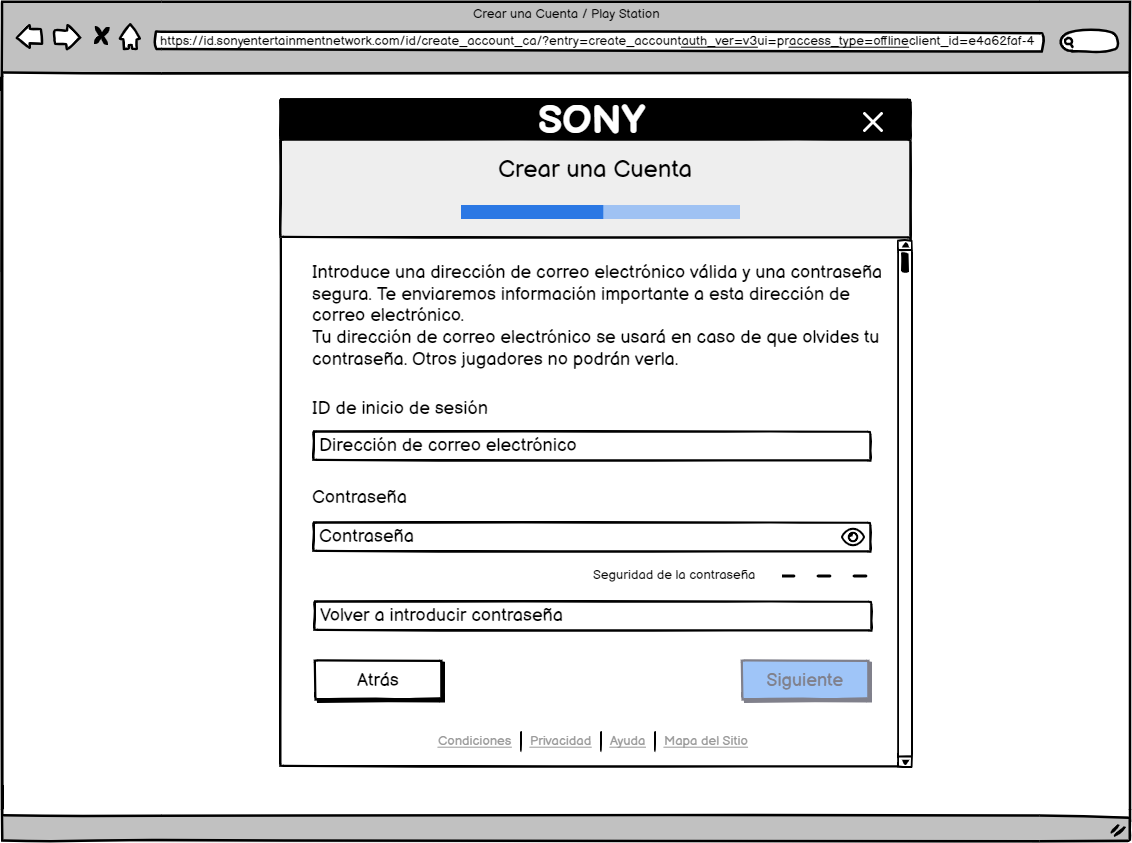 Crear una Cuenta / Play Station
https://id.sonyentertainmentnetwork.com/id/create_account_ca/?entry=create_accountauth_ver=v3ui=praccess_type=offlineclient_id=e4a62faf-4
SONY
Crear una Cuenta
Introduce una dirección de correo electrónico válida y una contraseña
segura. Te enviaremos información importante a esta dirección de
correo electrónico.
Tu dirección de correo electrónico se usará en caso de que olvides tu
contraseña. Otros jugadores no podrán verla.
ID de inicio de sesión
Dirección de correo electrónico
Contraseña
Contraseña
Seguridad de la contraseña
Volver a introducir contraseña
Atrás
Siguiente
Condiciones | Privacidad | Ayuda | Mapa del Sitio